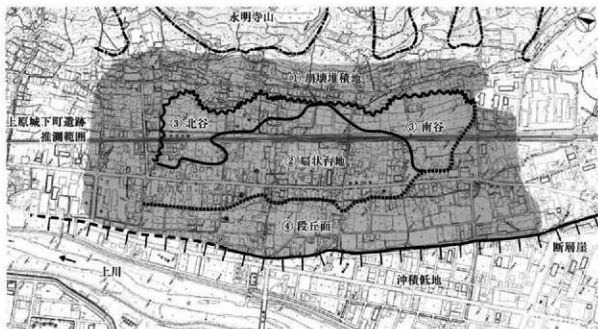 永明寺山
① 崩壊堆積地
③ 北谷
③ 南谷
上原城下町遺跡
推測範囲
② 扇状台地
④ 段丘面
断層崖
上川
沖積低地